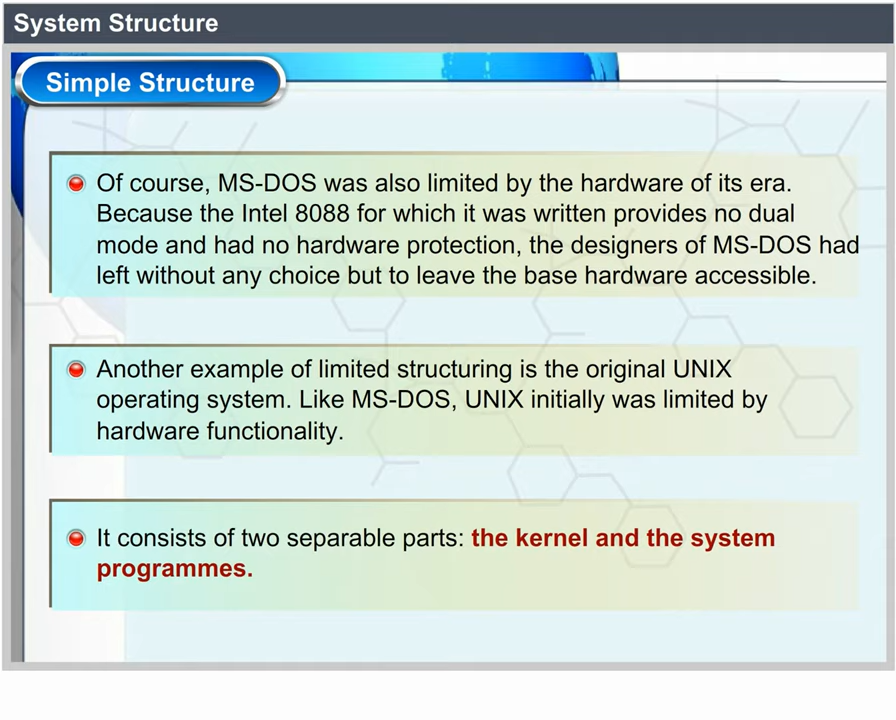 System Structure
Simple Structure
Of course, MS-DOS was also limited by the hardware of its era.
Because the Intel 8088 for which it was written provides no dual
mode and had no hardware protection, the designers of MS-DOS had
left without any choice but to leave the base hardware accessible.
Another example of limited structuring is the original UNIX
operating system. Like MS-DOS, UNIX initially was limited by
hardware functionality.
It consists of two separable parts: the kernel and the system
programmes.